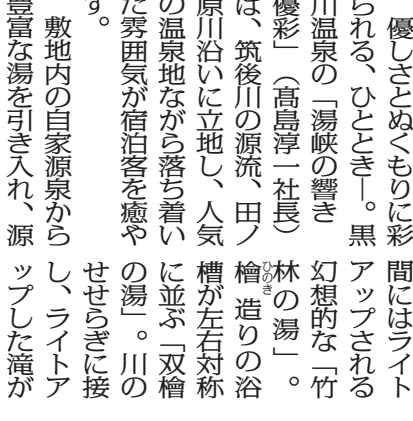 優しさとぬくもりに彩
られる、ひととき―。黒
川温泉の「湯峡の響き
優彩」（髙島淳一社長）
は、筑後川の源流、田ノ
原川沿いに立地し、人気
の温泉地ながら落ち着い
た雰囲気が宿泊客を癒や
す。
敷地内の自家源泉から
豊富な湯を引き入れ、源
間にはライト
アップされる
幻想的な「竹
林の湯」。
ひのき
檜造りの浴
槽が左右対称
に並ぶ「双檜
の湯」。川の
せせらぎに接
し、ライトア
ップした滝が